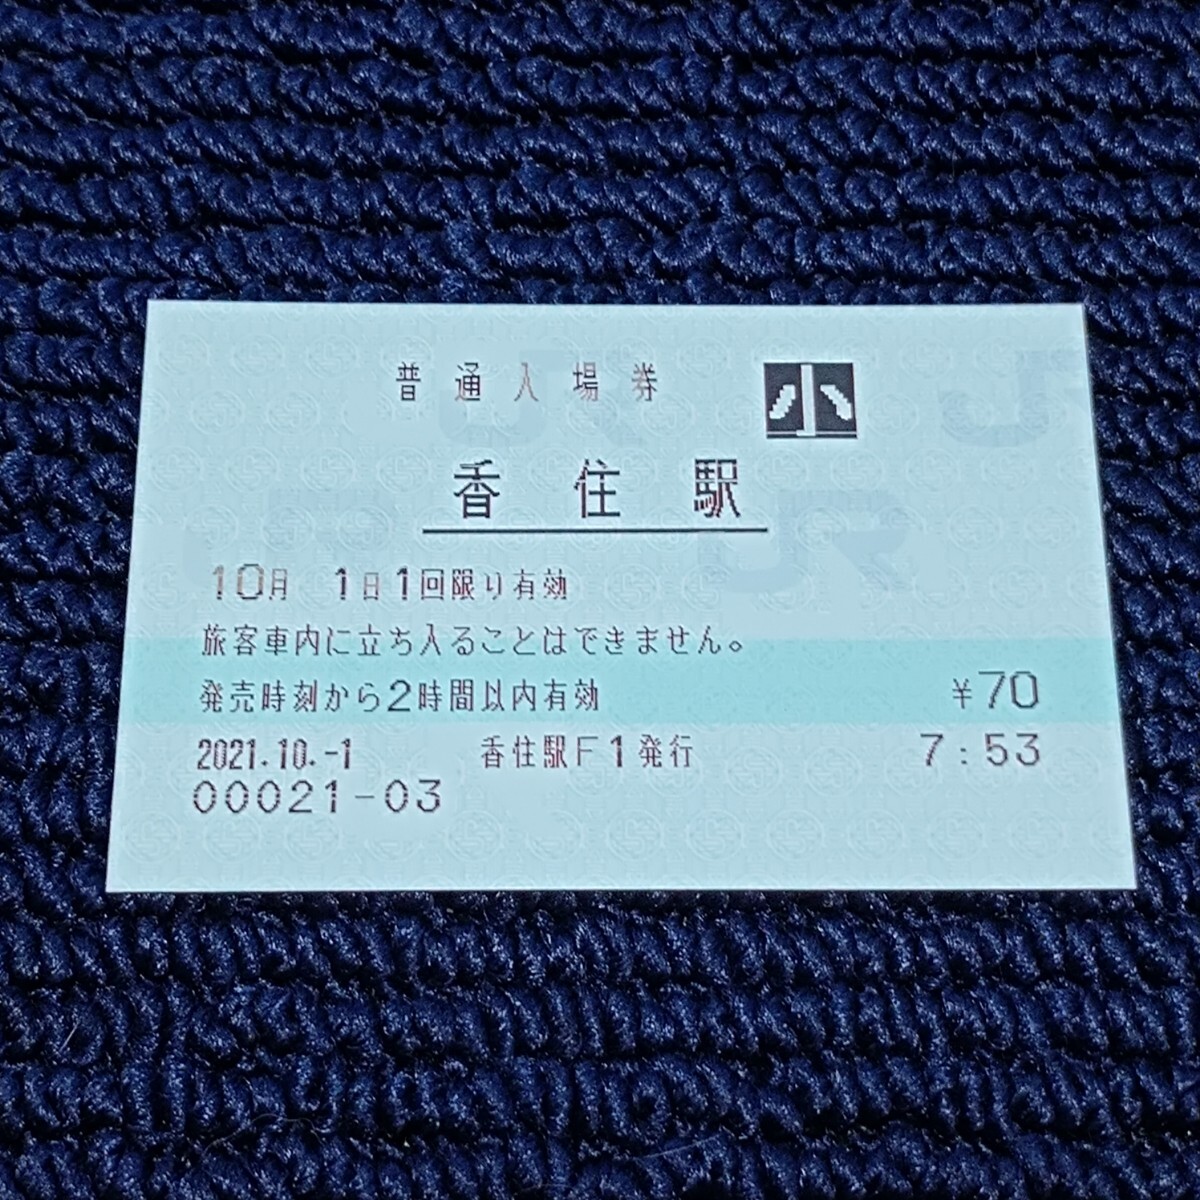 普通入場券 小
香住駅
10月 1日1回限り有効
旅客車内に立ち入ることはできません。
発売時刻から2時間以内有効 ¥70
2021.10.-1 香住駅F1発行 7:53
00021-03